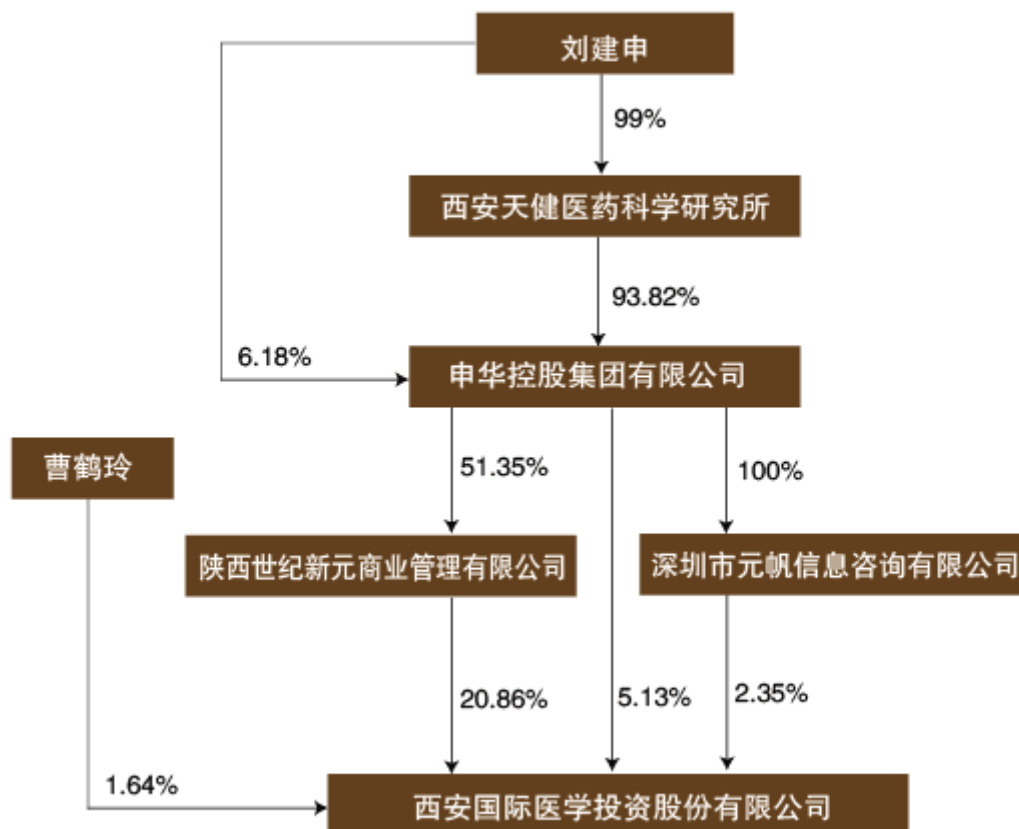 刘建申
99%
西安天健医药科学研究所
93.82%
6.18%
申华控股集团有限公司
曹鹤玲
51.35%
100%
陕西世纪新元商业管理有限公司
深圳市元帆信息咨询有限公司
20.86%
5.13%
2.35%
1.64%
西安国际医学投资股份有限公司